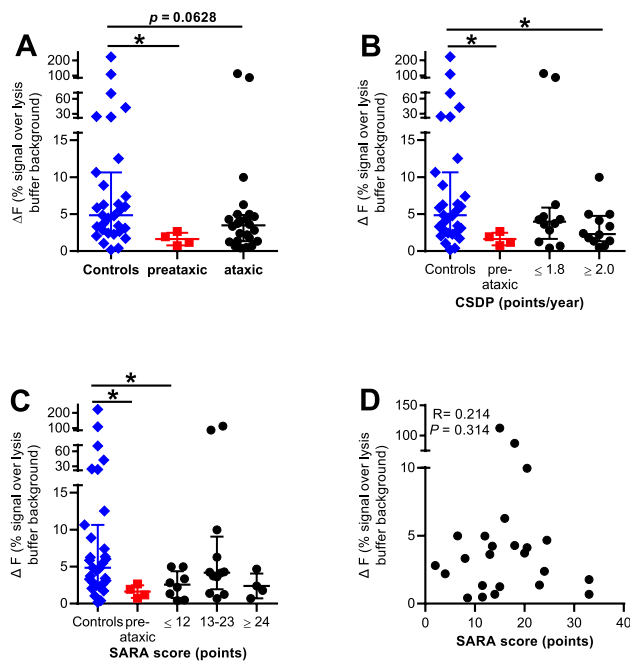 A
p = 0.0628
*
Δ F (% signal over lysis
buffer background)
200
100
60
30
15
10
5
0
Controls preataxic ataxic
B
*
*
Δ F (% signal over lysis
buffer background)
200
100
60
30
15
10
5
0
Controls pre-
ataxic ≤ 1.8 ≥ 2.0
CSDP (points/year)
C
*
*
Δ F (% signal over lysis
buffer background)
200
100
60
30
15
10
5
0
Controls pre-
ataxic ≤ 12 13-23 ≥ 24
SARA score (points)
D
R= 0.214
P = 0.314
Δ F (% signal over lysis
buffer background)
150
100
50
10
5
0
0 10 20 30 40
SARA score (points)